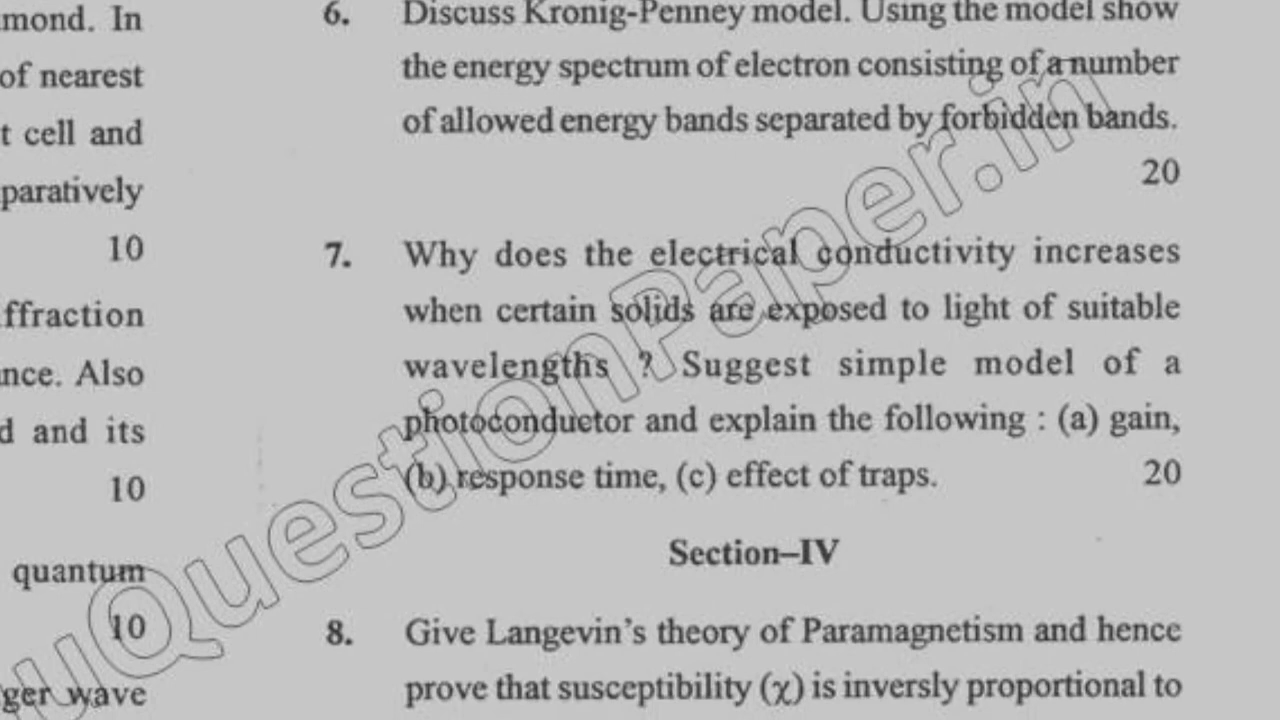 mond. In
of nearest
t cell and
paratively
10
ffraction
nce. Also
d and its
10
quantum
10
ger wave
6. Discuss Kronig-Penney model. Using the model show
the energy spectrum of electron consisting of a number
of allowed energy bands separated by forbidden bands.
20
7. Why does the electrical conductivity increases
when certain solids are exposed to light of suitable
wavelengths ? Suggest simple model of a
photoconductor and explain the following : (a) gain,
(b) response time, (c) effect of traps. 20
Section–IV
8. Give Langevin's theory of Paramagnetism and hence
prove that susceptibility (χ) is inversly proportional to
uQuestionPaper.in